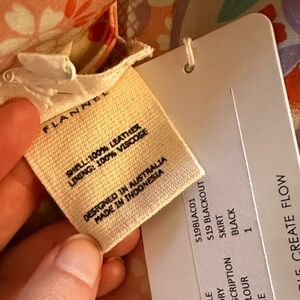 FLANNEL
SHELL:100% LEATHER
LINING: 100% VISCOSE
DESIGNED IN AUSTRALIA
MADE IN INDONESIA
S19BLAC01
S19 BLACKOUT
SKIRT
BLACK
1
CREATE FLOW